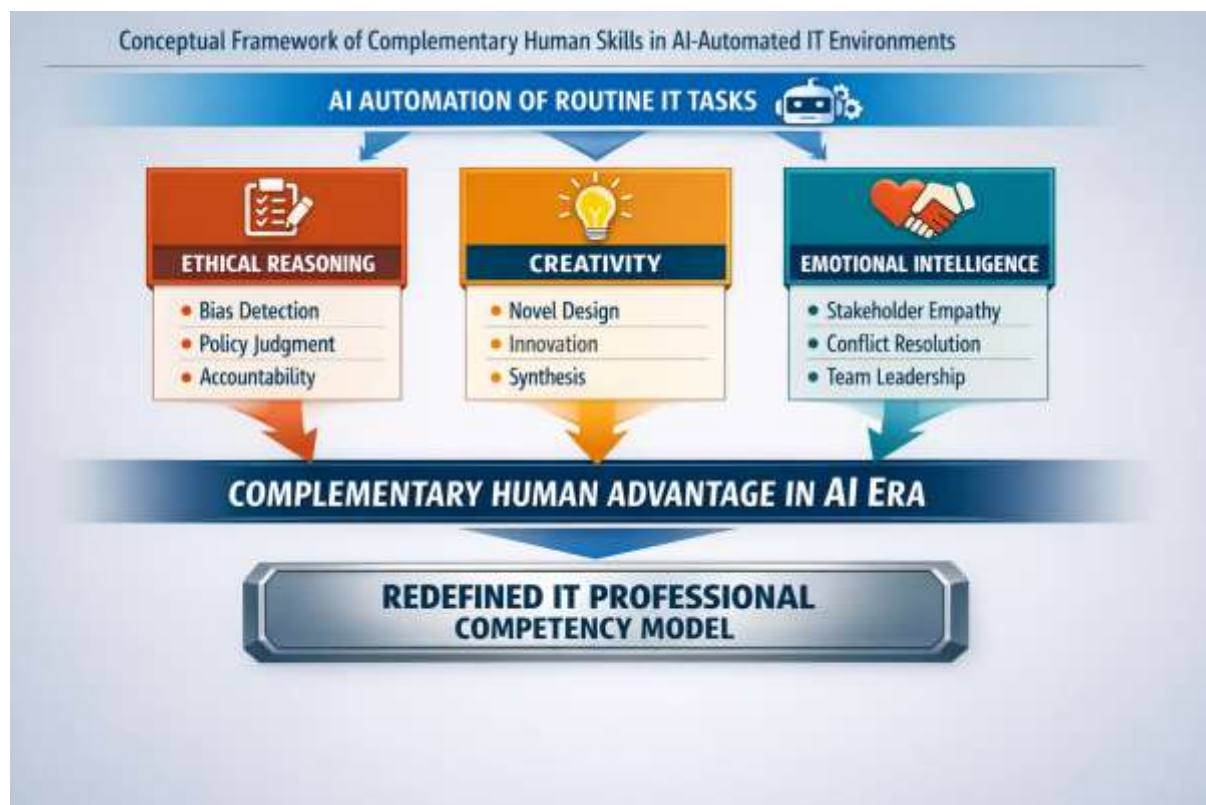 Conceptual Framework of Complementary Human Skills in AI-Automated IT Environments
AI AUTOMATION OF ROUTINE IT TASKS
ETHICAL REASONING
• Bias Detection
• Policy Judgment
• Accountability
CREATIVITY
• Novel Design
• Innovation
• Synthesis
EMOTIONAL INTELLIGENCE
• Stakeholder Empathy
• Conflict Resolution
• Team Leadership
COMPLEMENTARY HUMAN ADVANTAGE IN AI ERA
REDEFINED IT PROFESSIONAL
COMPETENCY MODEL